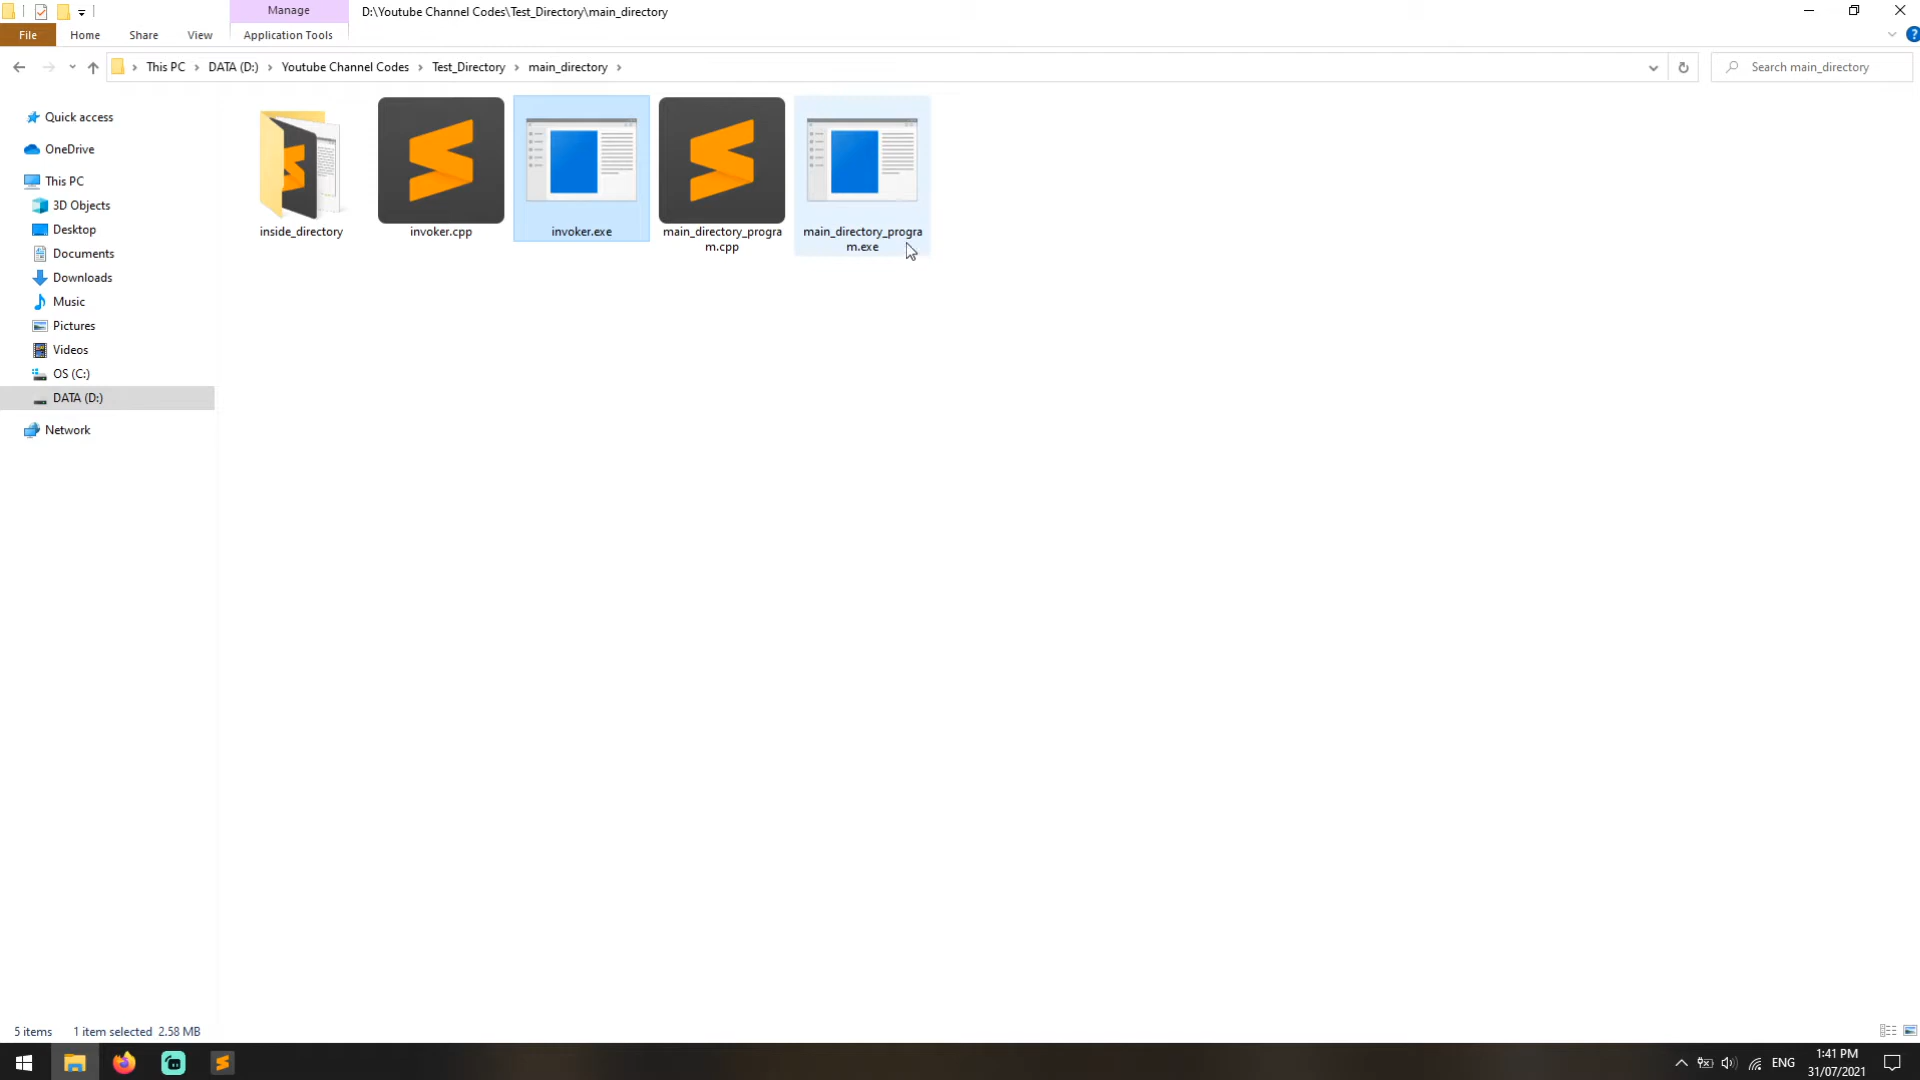 Manage
D:\Youtube Channel Codes\Test_Directory\main_directory
File
Home
Share
View
Application Tools
This PC
DATA (D:)
Youtube Channel Codes
Test_Directory
main_directory
Search main_directory
Quick access
OneDrive
This PC
3D Objects
Desktop
Documents
Downloads
Music
Pictures
Videos
OS (C:)
DATA (D:)
Network
inside_directory
invoker.cpp
invoker.exe
main_directory_progra
m.cpp
main_directory_progra
m.exe
5 items
1 item selected 2.58 MB
ENG
1:41 PM
31/07/2021